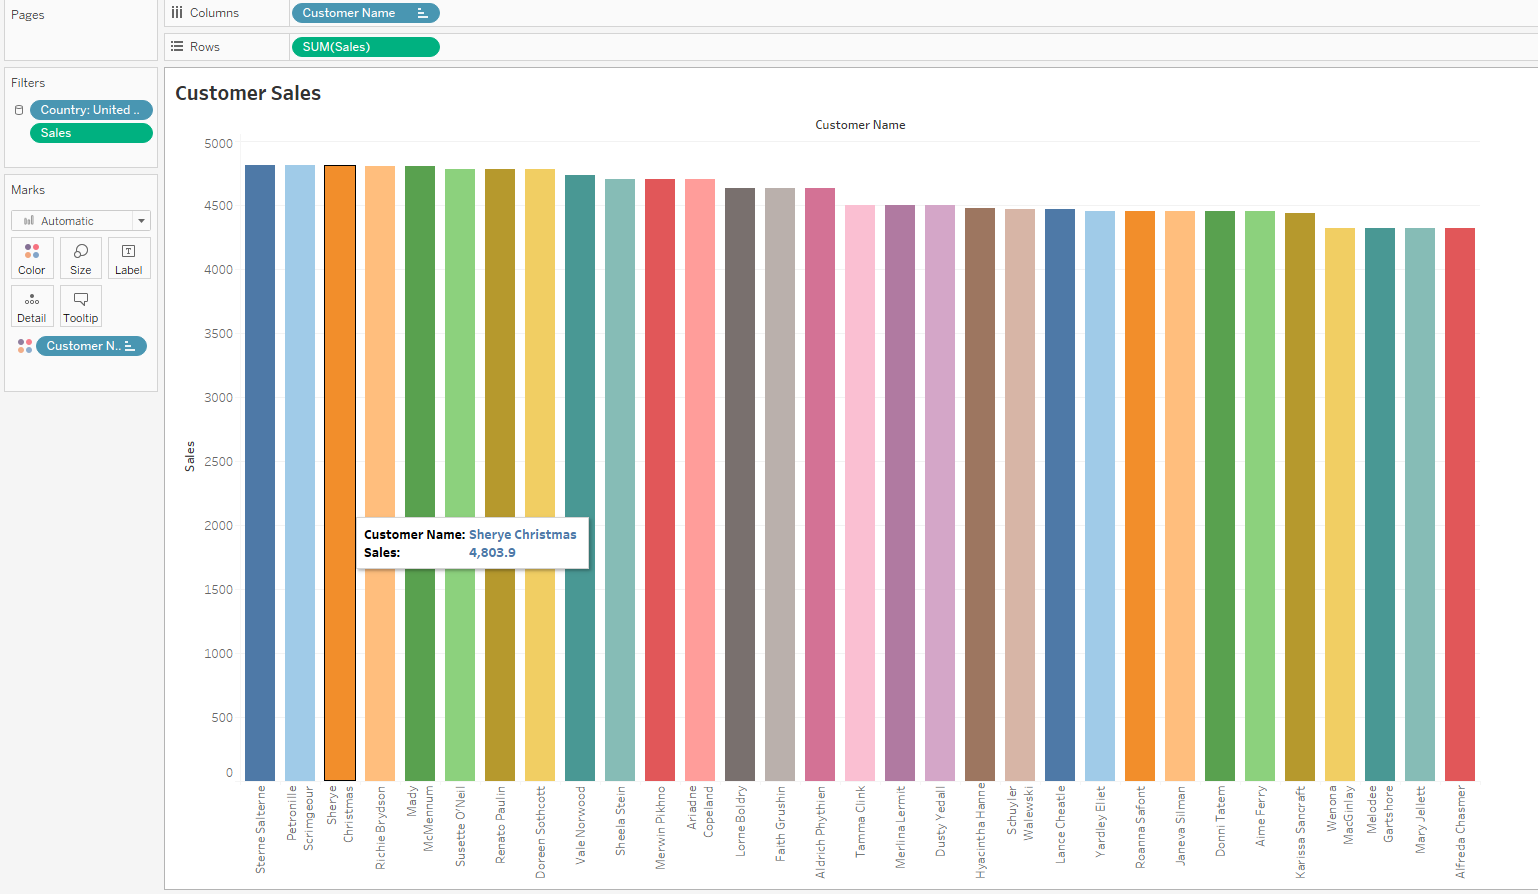 Pages
Columns
Customer Name
Rows
SUM(Sales)
Filters
Country: United ..
Sales
Marks
Automatic
Color
Size
T
Label
Detail
Tooltip
Customer N..
Customer Sales
Customer Name
Sales
5000
4500
4000
3500
3000
2500
2000
1500
1000
500
0
Customer Name: Sherye Christmas
Sales: 4,803.9
Sterne Salterne
Petronille
Scrimgeour
Sherye
Christmas
Richie Brydson
Mady
McMennum
Susette O'Neil
Renato Paulin
Doreen Sothcott
Vale Norwood
Sheela Stein
Merwin Pikhno
Ariadne
Copeland
Lorne Boldry
Faith Grushin
Aldrich Phythien
Tamma Clink
Merlina Lermit
Dusty Yedall
Hyacintha Hanne
Schuyler
Walewski
Lance Cheatle
Yardley Eliet
Roanna Safont
Janeva Silman
Donni Tatem
Aime Ferry
Karissa Sancraft
Wenona
MacGinlay
Melodee
Gartshore
Mary Jellett
Alfreda Chasmer